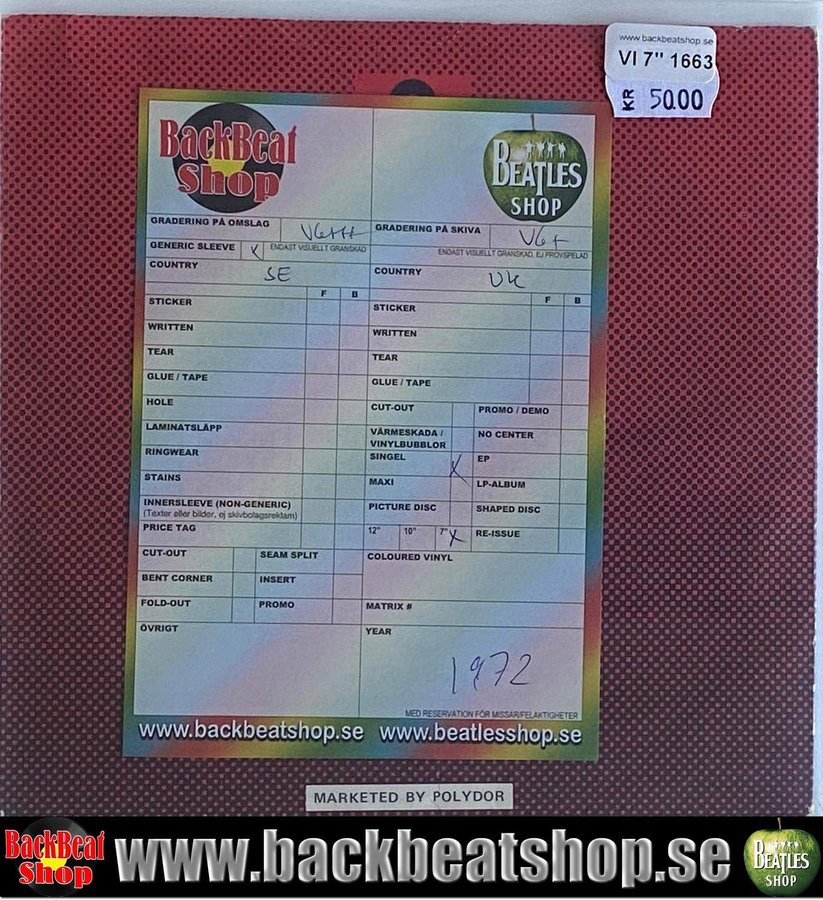 www.backbeatshop.se
VI 7" 1663
KR 50.00
BackBeat
Shop
BEATLES
SHOP
GRADERING PÅ OMSLAG VG+++
GENERIC SLEEVE X ENDAST VISUELLT GRANSKAD
COUNTRY SE
F B
STICKER
WRITTEN
TEAR
GLUE / TAPE
HOLE
LAMINATSLÄPP
RINGWEAR
STAINS
INNERSLEEVE (NON-GENERIC)
(Texter eller bilder, ej skivbolagsreklam)
PRICE TAG
CUT-OUT SEAM SPLIT
BENT CORNER INSERT
FOLD-OUT PROMO
ÖVRIGT
GRADERING PÅ SKIVA VG+
ENDAST VISUELLT GRANSKAD, EJ PROVSPELAD
COUNTRY UK
F B
STICKER
WRITTEN
TEAR
GLUE / TAPE
CUT-OUT PROMO / DEMO
VÄRMESKADA / NO CENTER
VINYLBUBBLOR
SINGEL X EP
MAXI LP-ALBUM
PICTURE DISC SHAPED DISC
12" 10" 7" X RE-ISSUE
COLOURED VINYL
MATRIX #
YEAR
1972
MED RESERVATION FÖR MISSAR/FELAKTIGHETER
www.backbeatshop.se www.beatlesshop.se
MARKETED BY POLYDOR
BackBeat
Shop
www.backbeatshop.se
BEATLES
SHOP